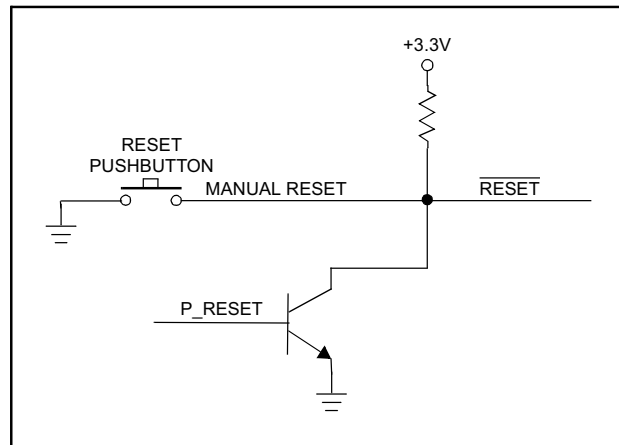 +3.3V
RESET
PUSHBUTTON
MANUAL RESET
RESET
P_RESET